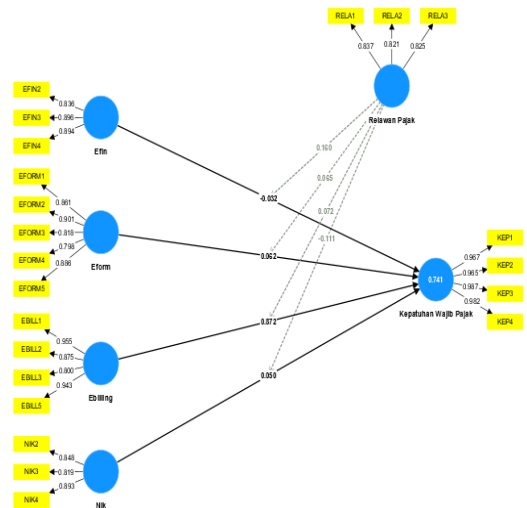 RELA1
RELA2
RELA3
0.837
0.821
0.825
Relawan Pajak
EFIN2
EFIN3
EFIN4
0.836
0.896
0.894
Efin
EFORM1
EFORM2
EFORM3
EFORM4
EFORM5
0.861
0.901
0.818
0.798
0.886
Eform
EBILL1
EBILL2
EBILL3
EBILL5
0.955
0.875
0.800
0.943
Ebilling
NIK2
NIK3
NIK4
0.848
0.819
0.893
Nik
0.160
0.065
0.072
-0.111
-0.032
0.062
0.872
0.050
0.741
Kepatuhan Wajib Pajak
0.967
0.965
0.987
0.982
KEP1
KEP2
KEP3
KEP4